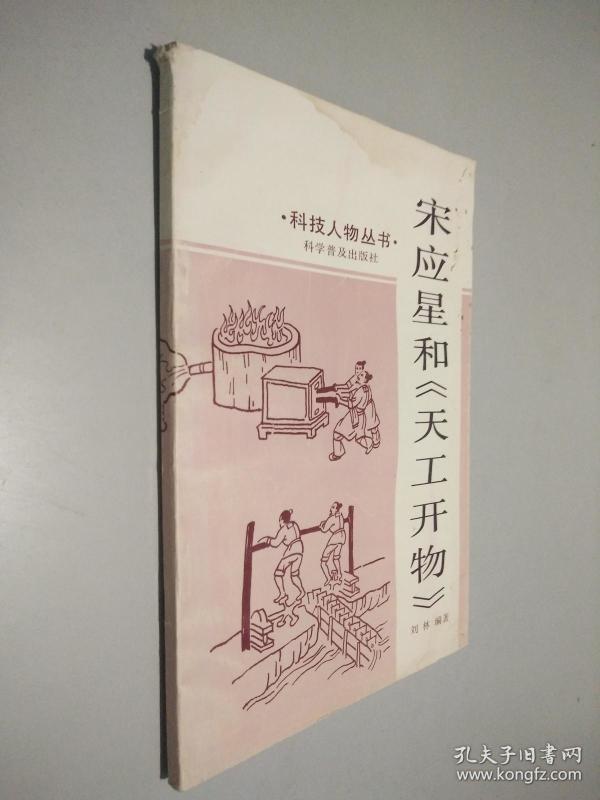 ·科技人物丛书·
科学普及出版社
宋应星和《天工开物》
刘林 编著
孔夫子旧书网
www.kongfz.com